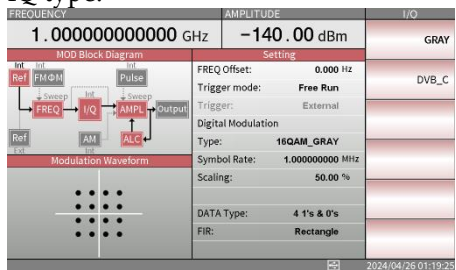 IQ type.
FREQUENCY AMPLITUDE I/Q
1.000000000000 GHz -140.00 dBm
GRAY
DVB_C
MOD Block Diagram
Int Int Int
Ref FMΦM Pulse
Sweep Int Sweep
FREQ I/Q AMPL Output
Ref AM ALC
Ext Int
Modulation Waveform
Setting
FREQ Offset: 0.000 Hz
Trigger mode: Free Run
Trigger: External
Digital Modulation
Type: 16QAM_GRAY
Symbol Rate: 1.000000000 MHz
Scaling: 50.00 %
DATA Type: 4 1's & 0's
FIR: Rectangle
2024/04/26 01:19:25